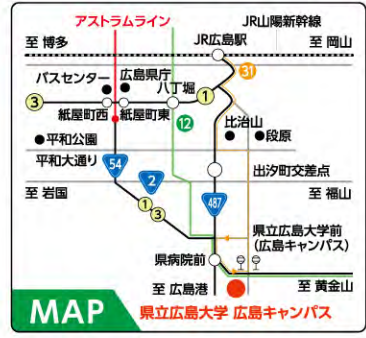 アストラムライン
JR山陽新幹線
至 博多
JR広島駅
至 岡山
バスセンター
広島県庁
八丁堀
31
3
1
紙屋町西
紙屋町東
12
比治山
段原
平和公園
平和大通り
54
2
出汐町交差点
至 岩国
487
至 福山
1
3
県立広島大学前
(広島キャンパス)
県病院前
至 広島港
至 黄金山
MAP
県立広島大学 広島キャンパス